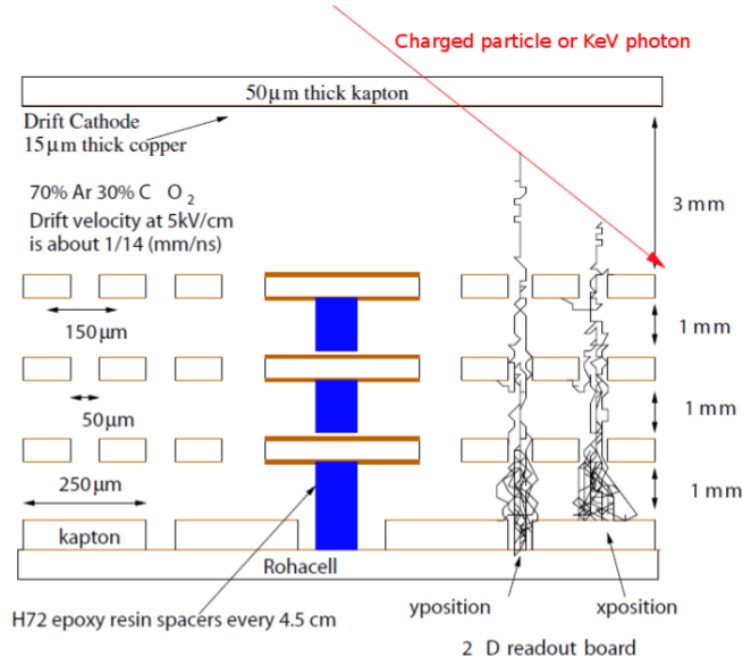 Charged particle or KeV photon
50μm thick kapton
Drift Cathode
15μm thick copper
70% Ar 30% C O2
Drift velocity at 5kV/cm
is about 1/14 (mm/ns)
3 mm
150μm
1 mm
50μm
1 mm
250μm
1 mm
kapton
Rohacell
H72 epoxy resin spacers every 4.5 cm
yposition
xposition
2 D readout board